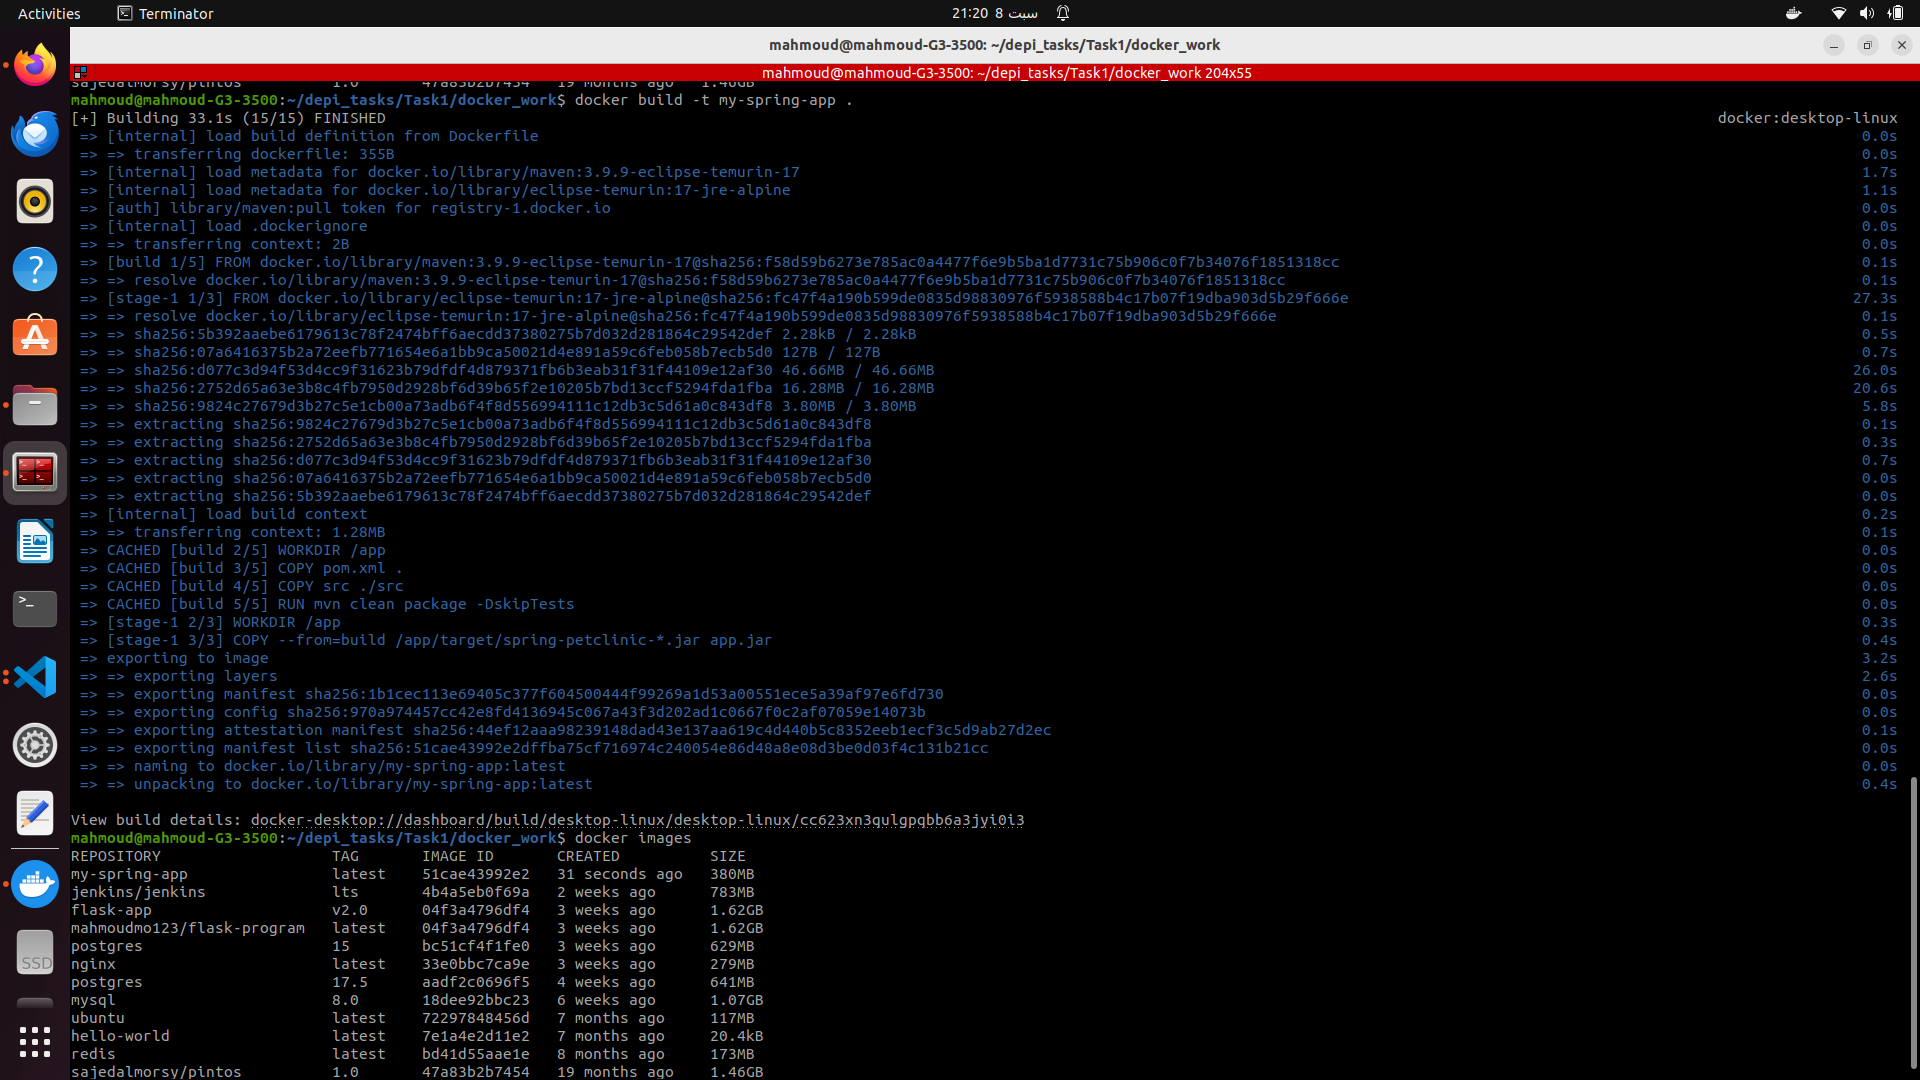 Activities
Terminator
21:20 8 سبت
mahmoud@mahmoud-G3-3500: ~/depi_tasks/Task1/docker_work
mahmoud@mahmoud-G3-3500: ~/depi_tasks/Task1/docker_work 204x55
sajedalmorsy/pintos 1.0 47a83b2b7454 19 months ago 1.46GB
mahmoud@mahmoud-G3-3500:~/depi_tasks/Task1/docker_work$ docker build -t my-spring-app .
[+] Building 33.1s (15/15) FINISHED docker:desktop-linux
=> [internal] load build definition from Dockerfile 0.0s
=> => transferring dockerfile: 355B 0.0s
=> [internal] load metadata for docker.io/library/maven:3.9.9-eclipse-temurin-17 1.7s
=> [internal] load metadata for docker.io/library/eclipse-temurin:17-jre-alpine 1.1s
=> [auth] library/maven:pull token for registry-1.docker.io 0.0s
=> [internal] load .dockerignore 0.0s
=> => transferring context: 2B 0.0s
=> [build 1/5] FROM docker.io/library/maven:3.9.9-eclipse-temurin-17@sha256:f58d59b6273e785ac0a4477f6e9b5ba1d7731c75b906c0f7b34076f1851318cc 0.1s
=> => resolve docker.io/library/maven:3.9.9-eclipse-temurin-17@sha256:f58d59b6273e785ac0a4477f6e9b5ba1d7731c75b906c0f7b34076f1851318cc 0.1s
=> [stage-1 1/3] FROM docker.io/library/eclipse-temurin:17-jre-alpine@sha256:fc47f4a190b599de0835d98830976f5938588b4c17b07f19dba903d5b29f666e 27.3s
=> => resolve docker.io/library/eclipse-temurin:17-jre-alpine@sha256:fc47f4a190b599de0835d98830976f5938588b4c17b07f19dba903d5b29f666e 0.1s
=> => sha256:5b392aaebe6179613c78f2474bff6aecdd37380275b7d032d281864c29542def 2.28kB / 2.28kB 0.5s
=> => sha256:07a6416375b2a72eefb771654e6a1bb9ca50021d4e891a59c6feb058b7ecb5d0 127B / 127B 0.7s
=> => sha256:d077c3d94f53d4cc9f31623b79dfdf4d879371fb6b3eab31f31f44109e12af30 46.66MB / 46.66MB 26.0s
=> => sha256:2752d65a63e3b8c4fb7950d2928bf6d39b65f2e10205b7bd13ccf5294fda1fba 16.28MB / 16.28MB 20.6s
=> => sha256:9824c27679d3b27c5e1cb00a73adb6f4f8d556994111c12db3c5d61a0c843df8 3.80MB / 3.80MB 5.8s
=> => extracting sha256:9824c27679d3b27c5e1cb00a73adb6f4f8d556994111c12db3c5d61a0c843df8 0.1s
=> => extracting sha256:2752d65a63e3b8c4fb7950d2928bf6d39b65f2e10205b7bd13ccf5294fda1fba 0.3s
=> => extracting sha256:d077c3d94f53d4cc9f31623b79dfdf4d879371fb6b3eab31f31f44109e12af30 0.7s
=> => extracting sha256:07a6416375b2a72eefb771654e6a1bb9ca50021d4e891a59c6feb058b7ecb5d0 0.0s
=> => extracting sha256:5b392aaebe6179613c78f2474bff6aecdd37380275b7d032d281864c29542def 0.0s
=> [internal] load build context 0.2s
=> => transferring context: 1.28MB 0.1s
=> CACHED [build 2/5] WORKDIR /app 0.0s
=> CACHED [build 3/5] COPY pom.xml . 0.0s
=> CACHED [build 4/5] COPY src ./src 0.0s
=> CACHED [build 5/5] RUN mvn clean package -DskipTests 0.0s
=> [stage-1 2/3] WORKDIR /app 0.3s
=> [stage-1 3/3] COPY --from=build /app/target/spring-petclinic-*.jar app.jar 0.4s
=> exporting to image 3.2s
=> => exporting layers 2.6s
=> => exporting manifest sha256:1b1cec113e69405c377f604500444f99269a1d53a00551ece5a39af97e6fd730 0.0s
=> => exporting config sha256:970a974457cc42e8fd4136945c067a43f3d202ad1c0667f0c2af07059e14073b 0.0s
=> => exporting attestation manifest sha256:44ef12aaa98239148dad43e137aa619c4d440b5c8352eeb1ecf3c5d9ab27d2ec 0.1s
=> => exporting manifest list sha256:51cae43992e2dffba75cf716974c240054e86d48a8e08d3be0d03f4c131b21cc 0.0s
=> => naming to docker.io/library/my-spring-app:latest 0.0s
=> => unpacking to docker.io/library/my-spring-app:latest 0.4s
View build details: docker-desktop://dashboard/build/desktop-linux/desktop-linux/cc623xn3qulgpqbb6a3jyi0i3
mahmoud@mahmoud-G3-3500:~/depi_tasks/Task1/docker_work$ docker images
REPOSITORY TAG IMAGE ID CREATED SIZE
my-spring-app latest 51cae43992e2 31 seconds ago 380MB
jenkins/jenkins lts 4b4a5eb0f69a 2 weeks ago 783MB
flask-app v2.0 04f3a4796df4 3 weeks ago 1.62GB
mahmoudmo123/flask-program latest 04f3a4796df4 3 weeks ago 1.62GB
postgres 15 bc51cf4f1fe0 3 weeks ago 629MB
nginx latest 33e0bbc7ca9e 3 weeks ago 279MB
postgres 17.5 aadf2c0696f5 4 weeks ago 641MB
mysql 8.0 18dee92bbc23 6 weeks ago 1.07GB
ubuntu latest 72297848456d 7 months ago 117MB
hello-world latest 7e1a4e2d11e2 7 months ago 20.4kB
redis latest bd41d55aae1e 8 months ago 173MB
sajedalmorsy/pintos 1.0 47a83b2b7454 19 months ago 1.46GB
SSD